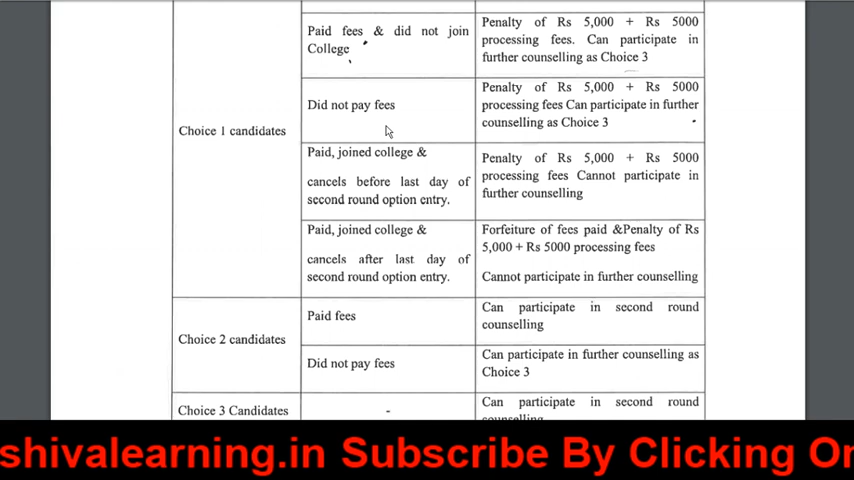 Paid fees & did not join
College
Penalty of Rs 5,000 + Rs 5000
processing fees. Can participate in
further counselling as Choice 3
Did not pay fees
Penalty of Rs 5,000 + Rs 5000
processing fees Can participate in further
counselling as Choice 3
Choice 1 candidates
Paid, joined college &
cancels before last day of
second round option entry.
Penalty of Rs 5,000 + Rs 5000
processing fees Cannot participate in
further counselling
Paid, joined college &
cancels after last day of
second round option entry.
Forfeiture of fees paid &Penalty of Rs
5,000 + Rs 5000 processing fees
Cannot participate in further counselling
Choice 2 candidates
Paid fees
Can participate in second round
counselling
Did not pay fees
Can participate in further counselling as
Choice 3
Choice 3 Candidates
-
Can participate in second round
counselling
shivalearning.in Subscribe By Clicking On